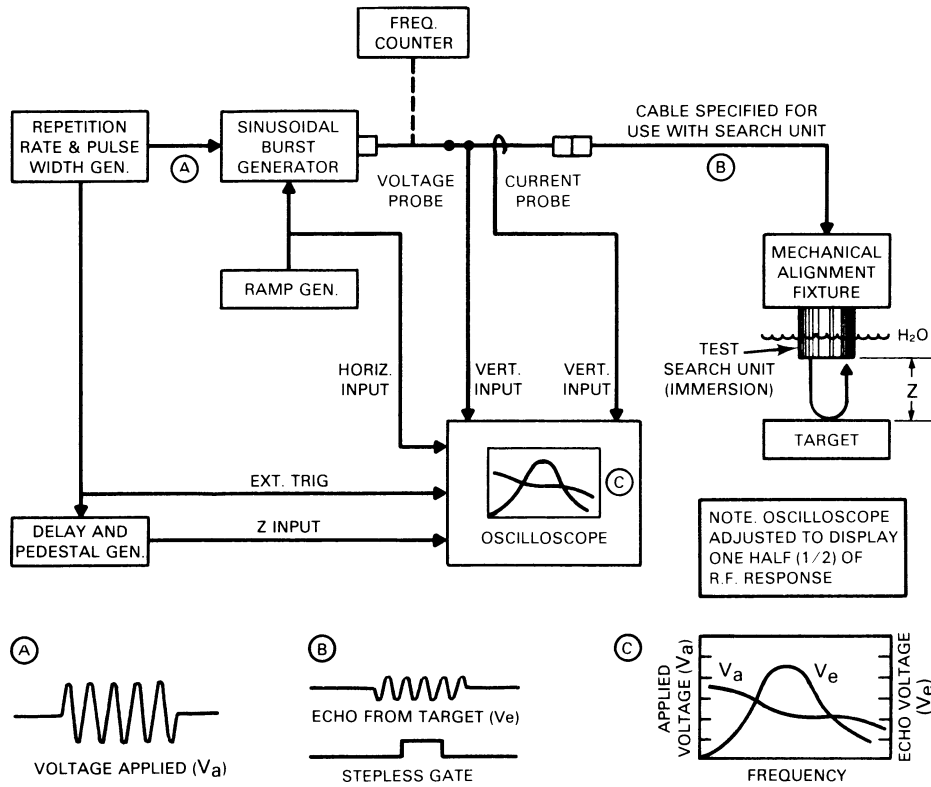 FREQ.
COUNTER
REPETITION
RATE & PULSE
WIDTH GEN.
A
SINUSOIDAL
BURST
GENERATOR
VOLTAGE
PROBE
CURRENT
PROBE
CABLE SPECIFIED FOR
USE WITH SEARCH UNIT
B
RAMP GEN.
MECHANICAL
ALIGNMENT
FIXTURE
H₂O
TEST
SEARCH UNIT
(IMMERSION)
Z
TARGET
HORIZ.
INPUT
VERT.
INPUT
VERT.
INPUT
C
OSCILLOSCOPE
EXT. TRIG
Z INPUT
DELAY AND
PEDESTAL GEN.
NOTE. OSCILLOSCOPE
ADJUSTED TO DISPLAY
ONE HALF (1/2) OF
R.F. RESPONSE
A
VOLTAGE APPLIED (Va)
B
ECHO FROM TARGET (Ve)
STEPLESS GATE
C
APPLIED
VOLTAGE (Va)
Va
Ve
ECHO VOLTAGE
(Ve)
FREQUENCY